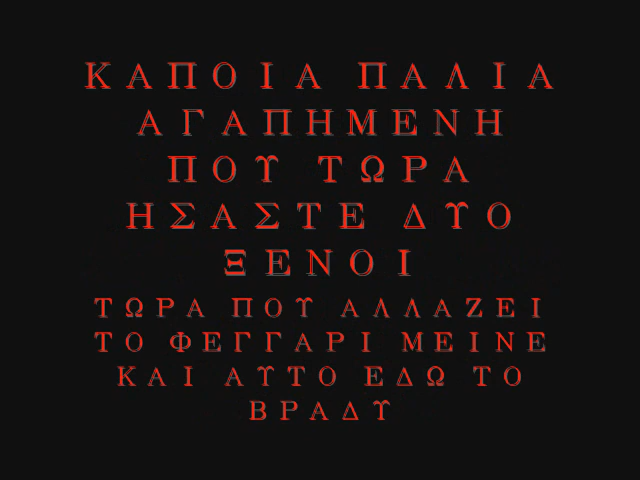 ΚΑΠΟΙΑ ΠΑΛΙΑ
ΑΓΑΠΗΜΕΝΗ
ΠΟΥ ΤΩΡΑ
ΗΣΑΣΤΕ ΔΥΟ
ΞΕΝΟΙ
ΤΩΡΑ ΠΟΥ ΑΛΛΑΖΕΙ
ΤΟ ΦΕΓΓΑΡΙ ΜΕΙΝΕ
ΚΑΙ ΑΥΤΟ ΕΔΩ ΤΟ
ΒΡΑΔΥ